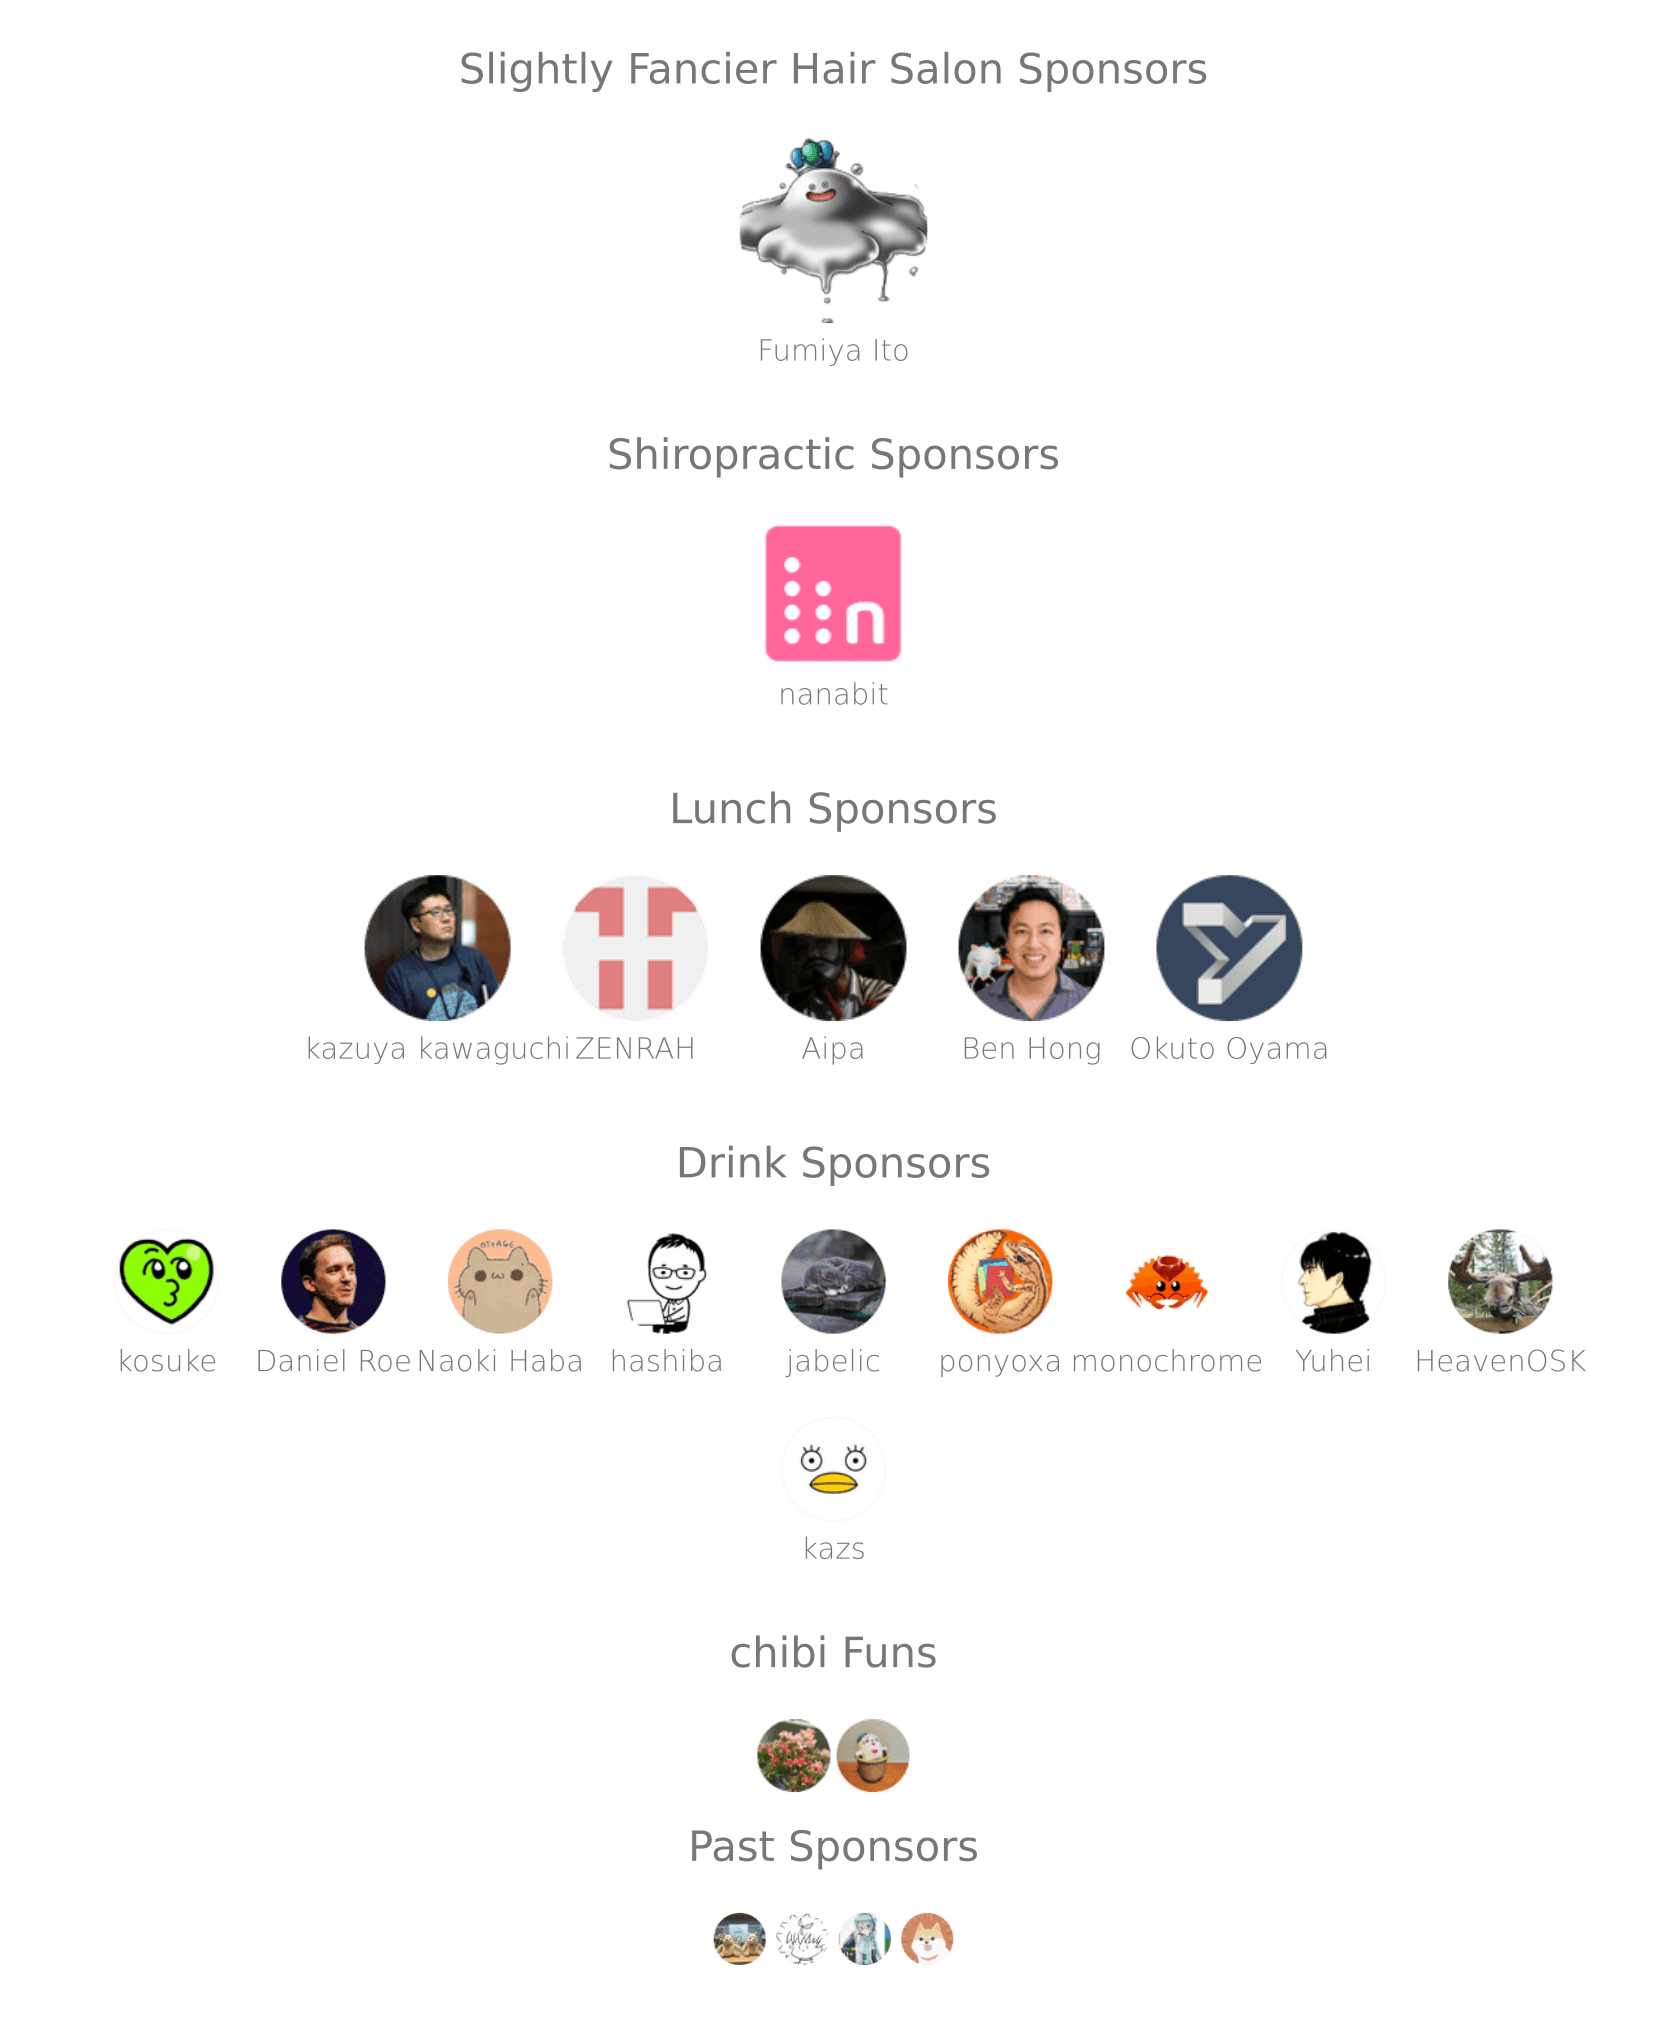 Slightly Fancier Hair Salon Sponsors
Fumiya Ito
Shiropractic Sponsors
n
nanabit
Lunch Sponsors
kazuya kawaguchi ZENRAH Aipa Ben Hong Okuto Oyama
Drink Sponsors
OTEAGE
kosuke Daniel Roe Naoki Haba hashiba jabelic ponyoxa monochrome Yuhei HeavenOSK
kazs
chibi Funs
Past Sponsors